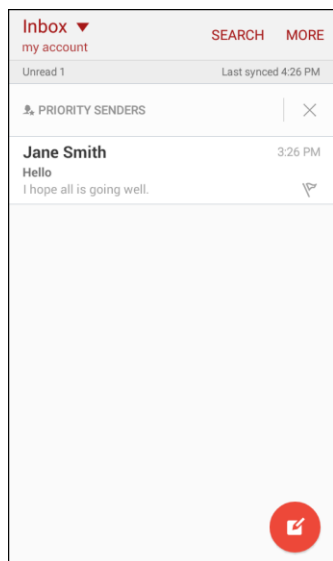 Inbox
SEARCH MORE
my account
Unread 1 Last synced 4:26 PM
PRIORITY SENDERS
Jane Smith 3:26 PM
Hello
I hope all is going well.